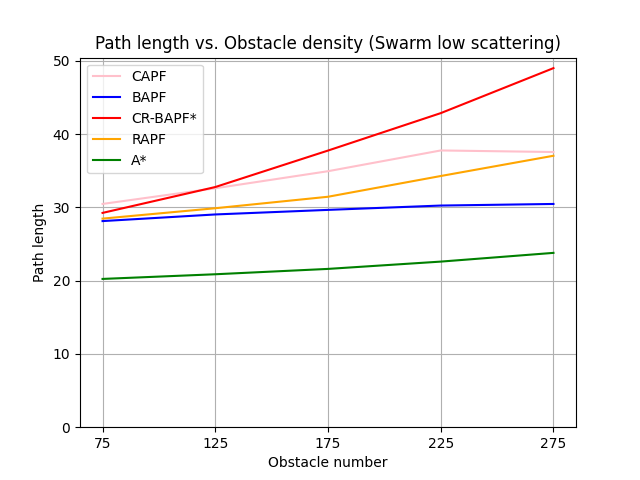 Path length vs. Obstacle density (Swarm low scattering)
50
40
30
20
10
0
Path length
CAPF
BAPF
CR-BAPF*
RAPF
A*
75 125 175 225 275
Obstacle number